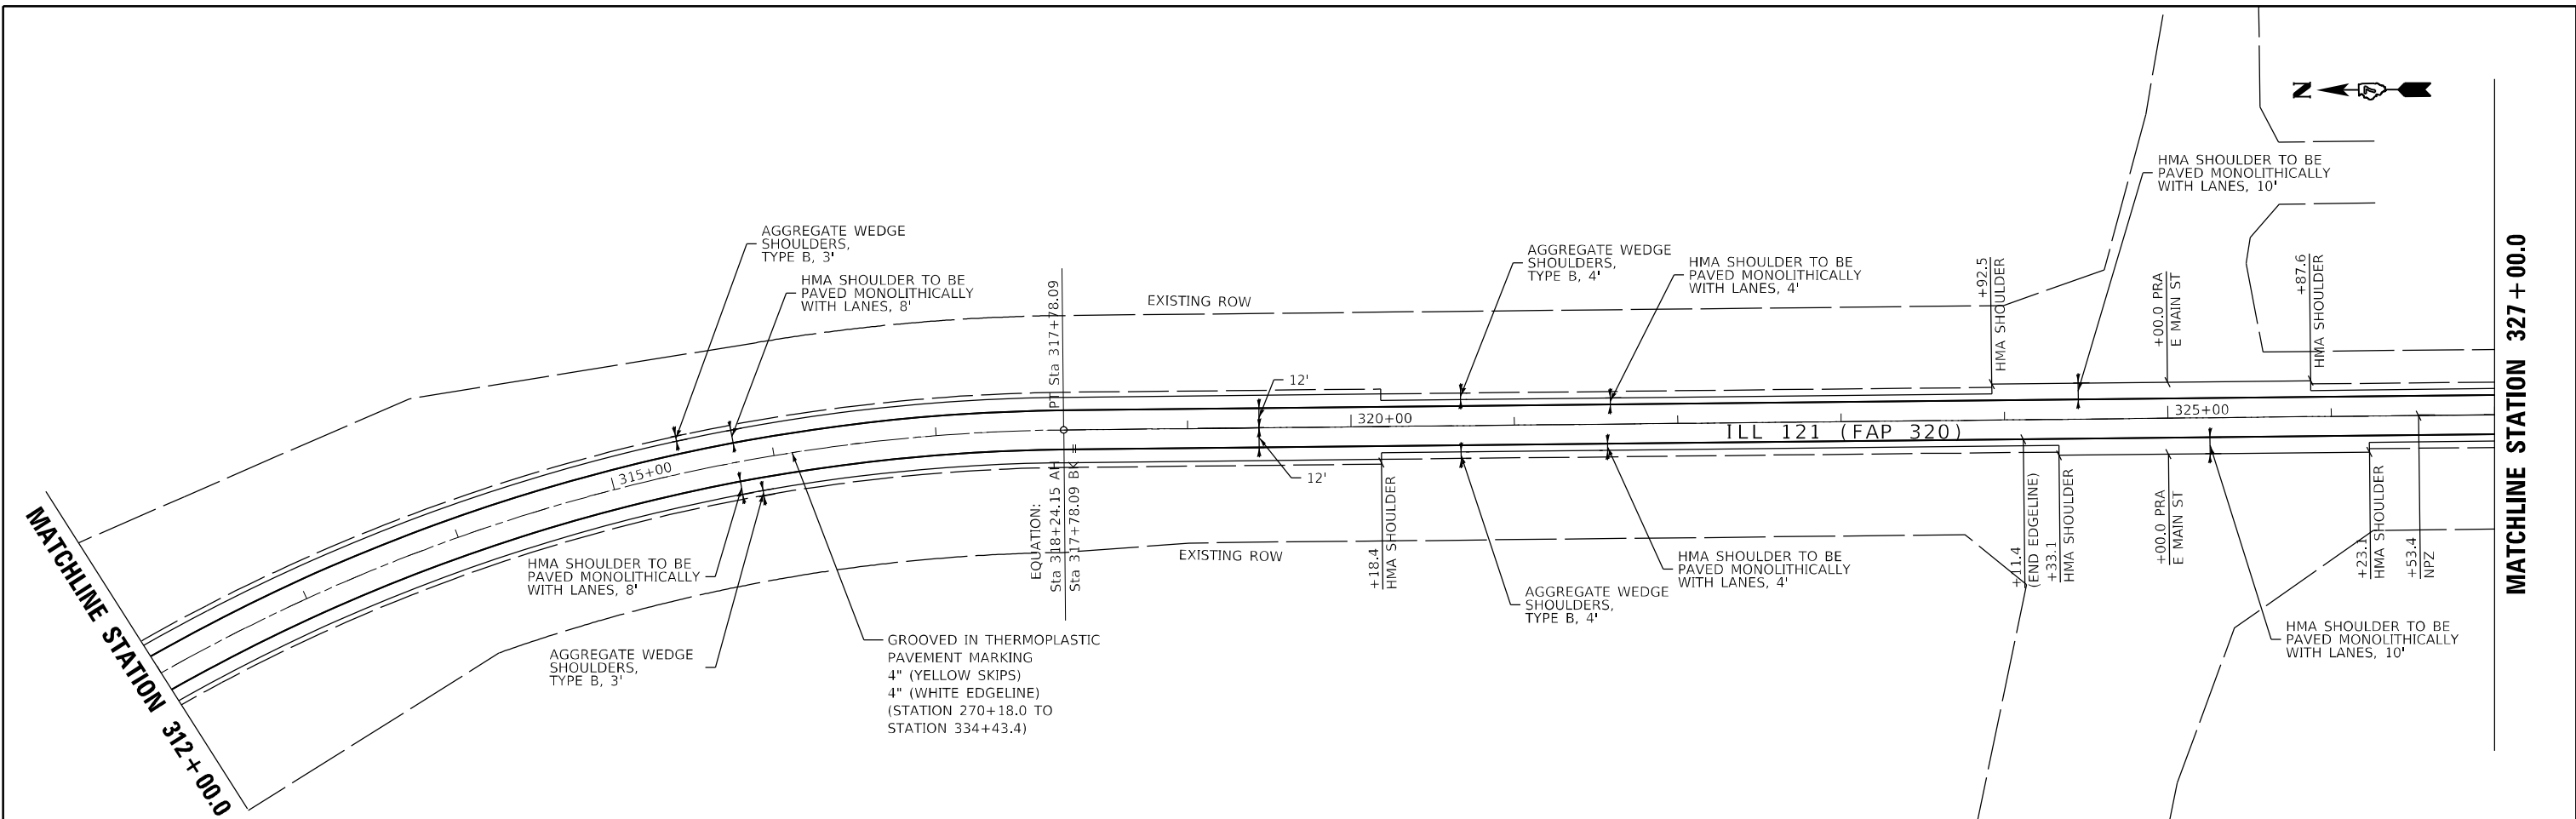 N
HMA SHOULDER TO BE
PAVED MONOLITHICALLY
WITH LANES, 10'
AGGREGATE WEDGE
SHOULDERS,
TYPE B, 3'
HMA SHOULDER TO BE
PAVED MONOLITHICALLY
WITH LANES, 8'
PT Sta 317+78.09
EXISTING ROW
AGGREGATE WEDGE
SHOULDERS,
TYPE B, 4'
HMA SHOULDER TO BE
PAVED MONOLITHICALLY
WITH LANES, 4'
+92.5
HMA SHOULDER
+00.0 PRA
E MAIN ST
+87.6
HMA SHOULDER
MATCHLINE STATION 327+00.0
12'
320+00
325+00
ILL 121 (FAP 320)
315+00
12'
MATCHLINE STATION 312+00.0
EQUATION:
Sta 318+24.15 AH
Sta 317+78.09 BK =
EXISTING ROW
+18.4
HMA SHOULDER
HMA SHOULDER TO BE
PAVED MONOLITHICALLY
WITH LANES, 8'
AGGREGATE WEDGE
SHOULDERS,
TYPE B, 3'
GROOVED IN THERMOPLASTIC
PAVEMENT MARKING
4" (YELLOW SKIPS)
4" (WHITE EDGELINE)
(STATION 270+18.0 TO
STATION 334+43.4)
AGGREGATE WEDGE
SHOULDERS,
TYPE B, 4'
HMA SHOULDER TO BE
PAVED MONOLITHICALLY
WITH LANES, 4'
+11.4
(END EDGELINE)
+33.1
HMA SHOULDER
+00.0 PRA
E MAIN ST
+23.1
HMA SHOULDER
+53.4
NPZ
HMA SHOULDER TO BE
PAVED MONOLITHICALLY
WITH LANES, 10'